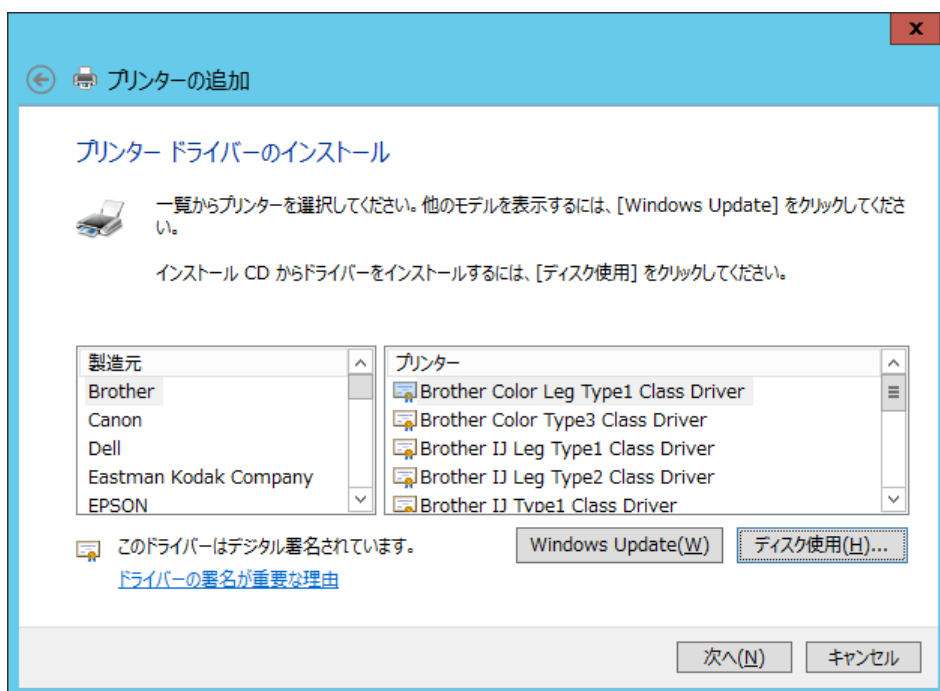 x
プリンターの追加
プリンター ドライバーのインストール
一覧からプリンターを選択してください。他のモデルを表示するには、[Windows Update] をクリックしてくださ
い。
インストール CD からドライバーをインストールするには、[ディスク使用] をクリックしてください。
製造元
Brother
Canon
Dell
Eastman Kodak Company
EPSON
プリンター
Brother Color Leg Type1 Class Driver
Brother Color Type3 Class Driver
Brother IJ Leg Type1 Class Driver
Brother IJ Leg Type2 Class Driver
Brother IJ Type1 Class Driver
このドライバーはデジタル署名されています。
ドライバーの署名が重要な理由
Windows Update(W)
ディスク使用(H)...
次へ(N)
キャンセル